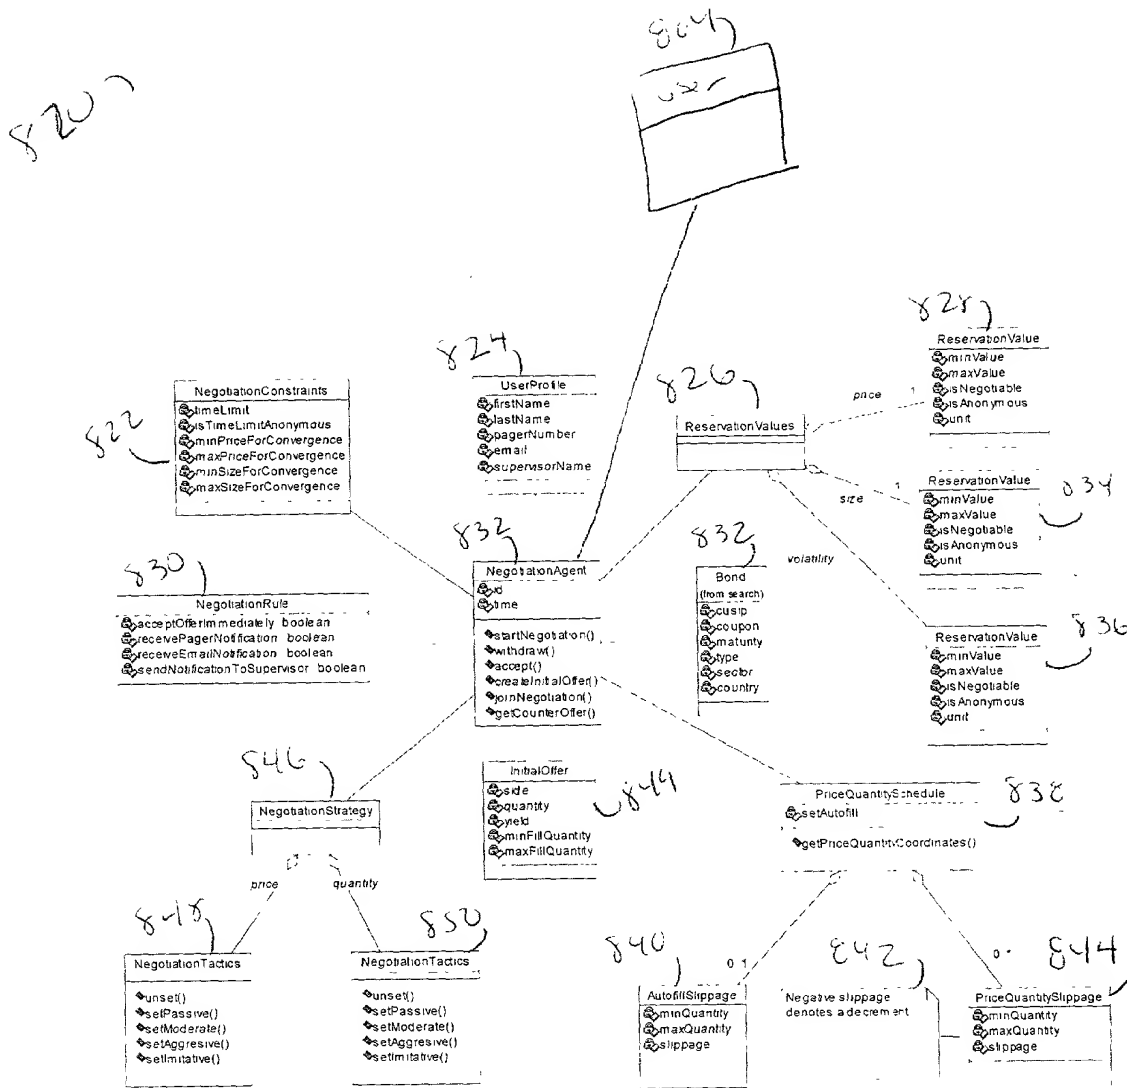 804
user
820
828
ReservationValue
minValue
maxValue
isNegotiable
isAnonymous
unit
824
UserProfile
firstName
lastName
pagerNumber
email
supervisorName
826
ReservationValues
price
1
822
NegotiationConstraints
timeLimit
isTimeLimitAnonymous
minPriceForConvergence
maxPriceForConvergence
minSizeForConvergence
maxSizeForConvergence
size
1
ReservationValue
minValue
maxValue
isNegotiable
isAnonymous
unit
034
832
NegotiationAgent
id
time
startNegotiation()
withdraw()
accept()
createInitialOffer()
joinNegotiation()
getCounterOffer()
832
Bond
(from search)
cusip
coupon
maturity
type
sector
country
volatility
830
NegotiationRule
acceptOfferImmediately boolean
receivePagerNotification boolean
receiveEmailNotification boolean
sendNotificationToSupervisor boolean
836
ReservationValue
minValue
maxValue
isNegotiable
isAnonymous
unit
846
NegotiationStrategy
InitialOffer
side
quantity
yield
minFillQuantity
maxFillQuantity
844
PriceQuantitySchedule
setAutofill
getPriceQuantityCoordinates()
838
price
quantity
848
NegotiationTactics
unset()
setPassive()
setModerate()
setAggresive()
setImitative()
850
NegotiationTactics
unset()
setPassive()
setModerate()
setAggresive()
setImitative()
840
0 1
AutofillSlippage
minQuantity
maxQuantity
slippage
842
Negative slippage
denotes a decrement
844
PriceQuantitySlippage
minQuantity
maxQuantity
slippage